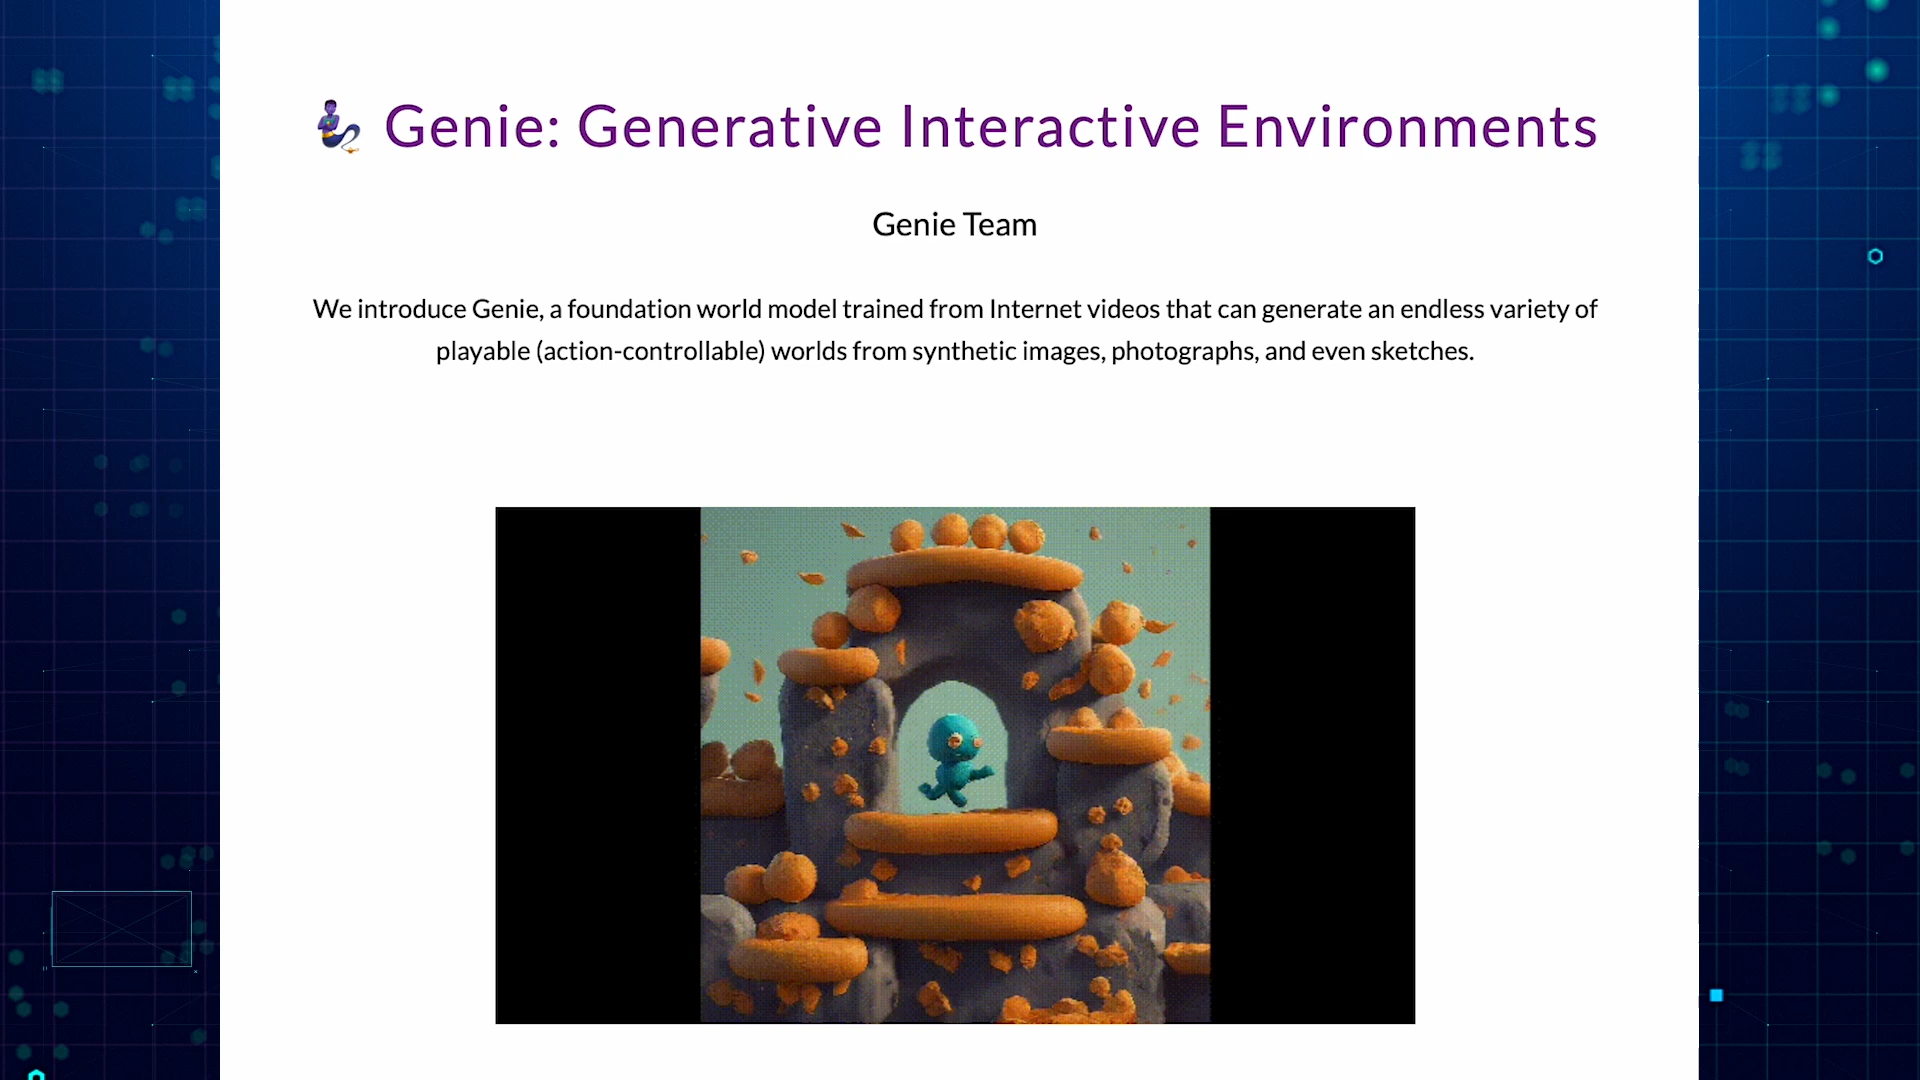 Genie: Generative Interactive Environments
Genie Team
We introduce Genie, a foundation world model trained from Internet videos that can generate an endless variety of
playable (action-controllable) worlds from synthetic images, photographs, and even sketches.